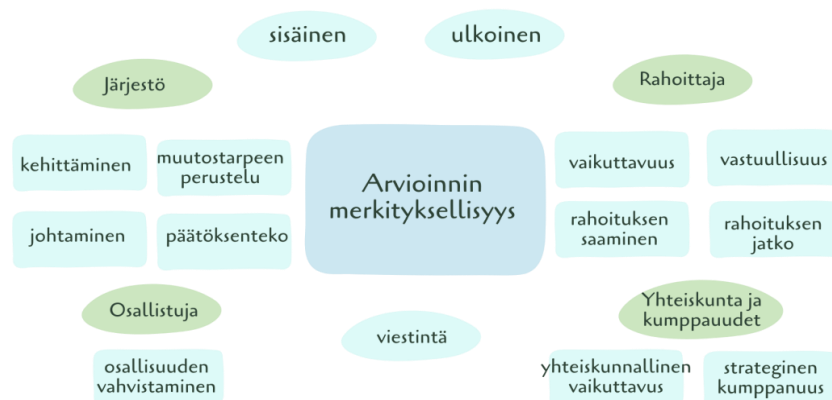 sisäinen
ulkoinen
Järjestö
Rahoittaja
kehittäminen
muutostarpeen
perustelu
johtaminen
päätöksenteko
Arvioinnin
merkityksellisyys
vaikuttavuus
vastuullisuus
rahoituksen
saaminen
rahoituksen
jatko
Osallistuja
osallisuuden
vahvistaminen
viestintä
Yhteiskunta ja
kumppauudet
yhteiskunnallinen
vaikuttavus
strateginen
kumppanuus